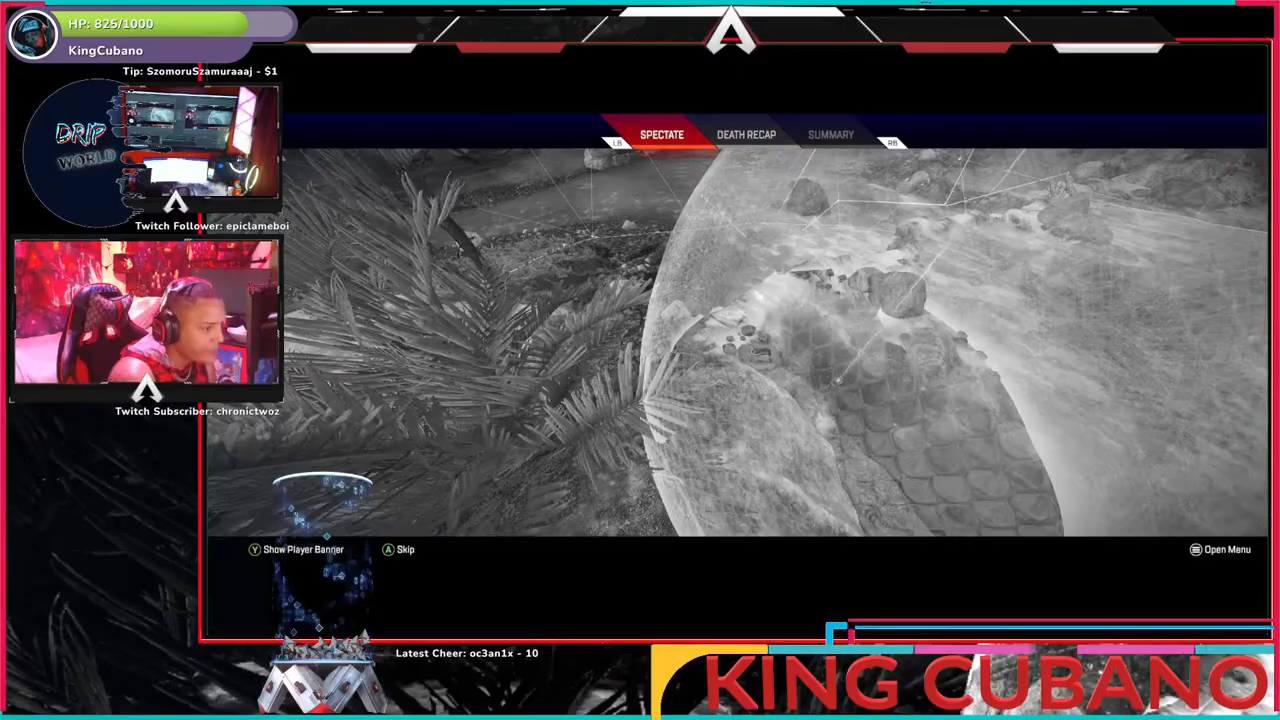 HP: 825/1000
KingCubano
Tip: SzomoruSzamuraaaj - $1
DRIP
WORLD
Twitch Follower: epiclameboi
Twitch Subscriber: chronictwoz
LB
SPECTATE
DEATH RECAP
SUMMARY
RB
Y Show Player Banner
A Skip
Open Menu
Latest Cheer: oc3an1x - 10
KING CUBANO